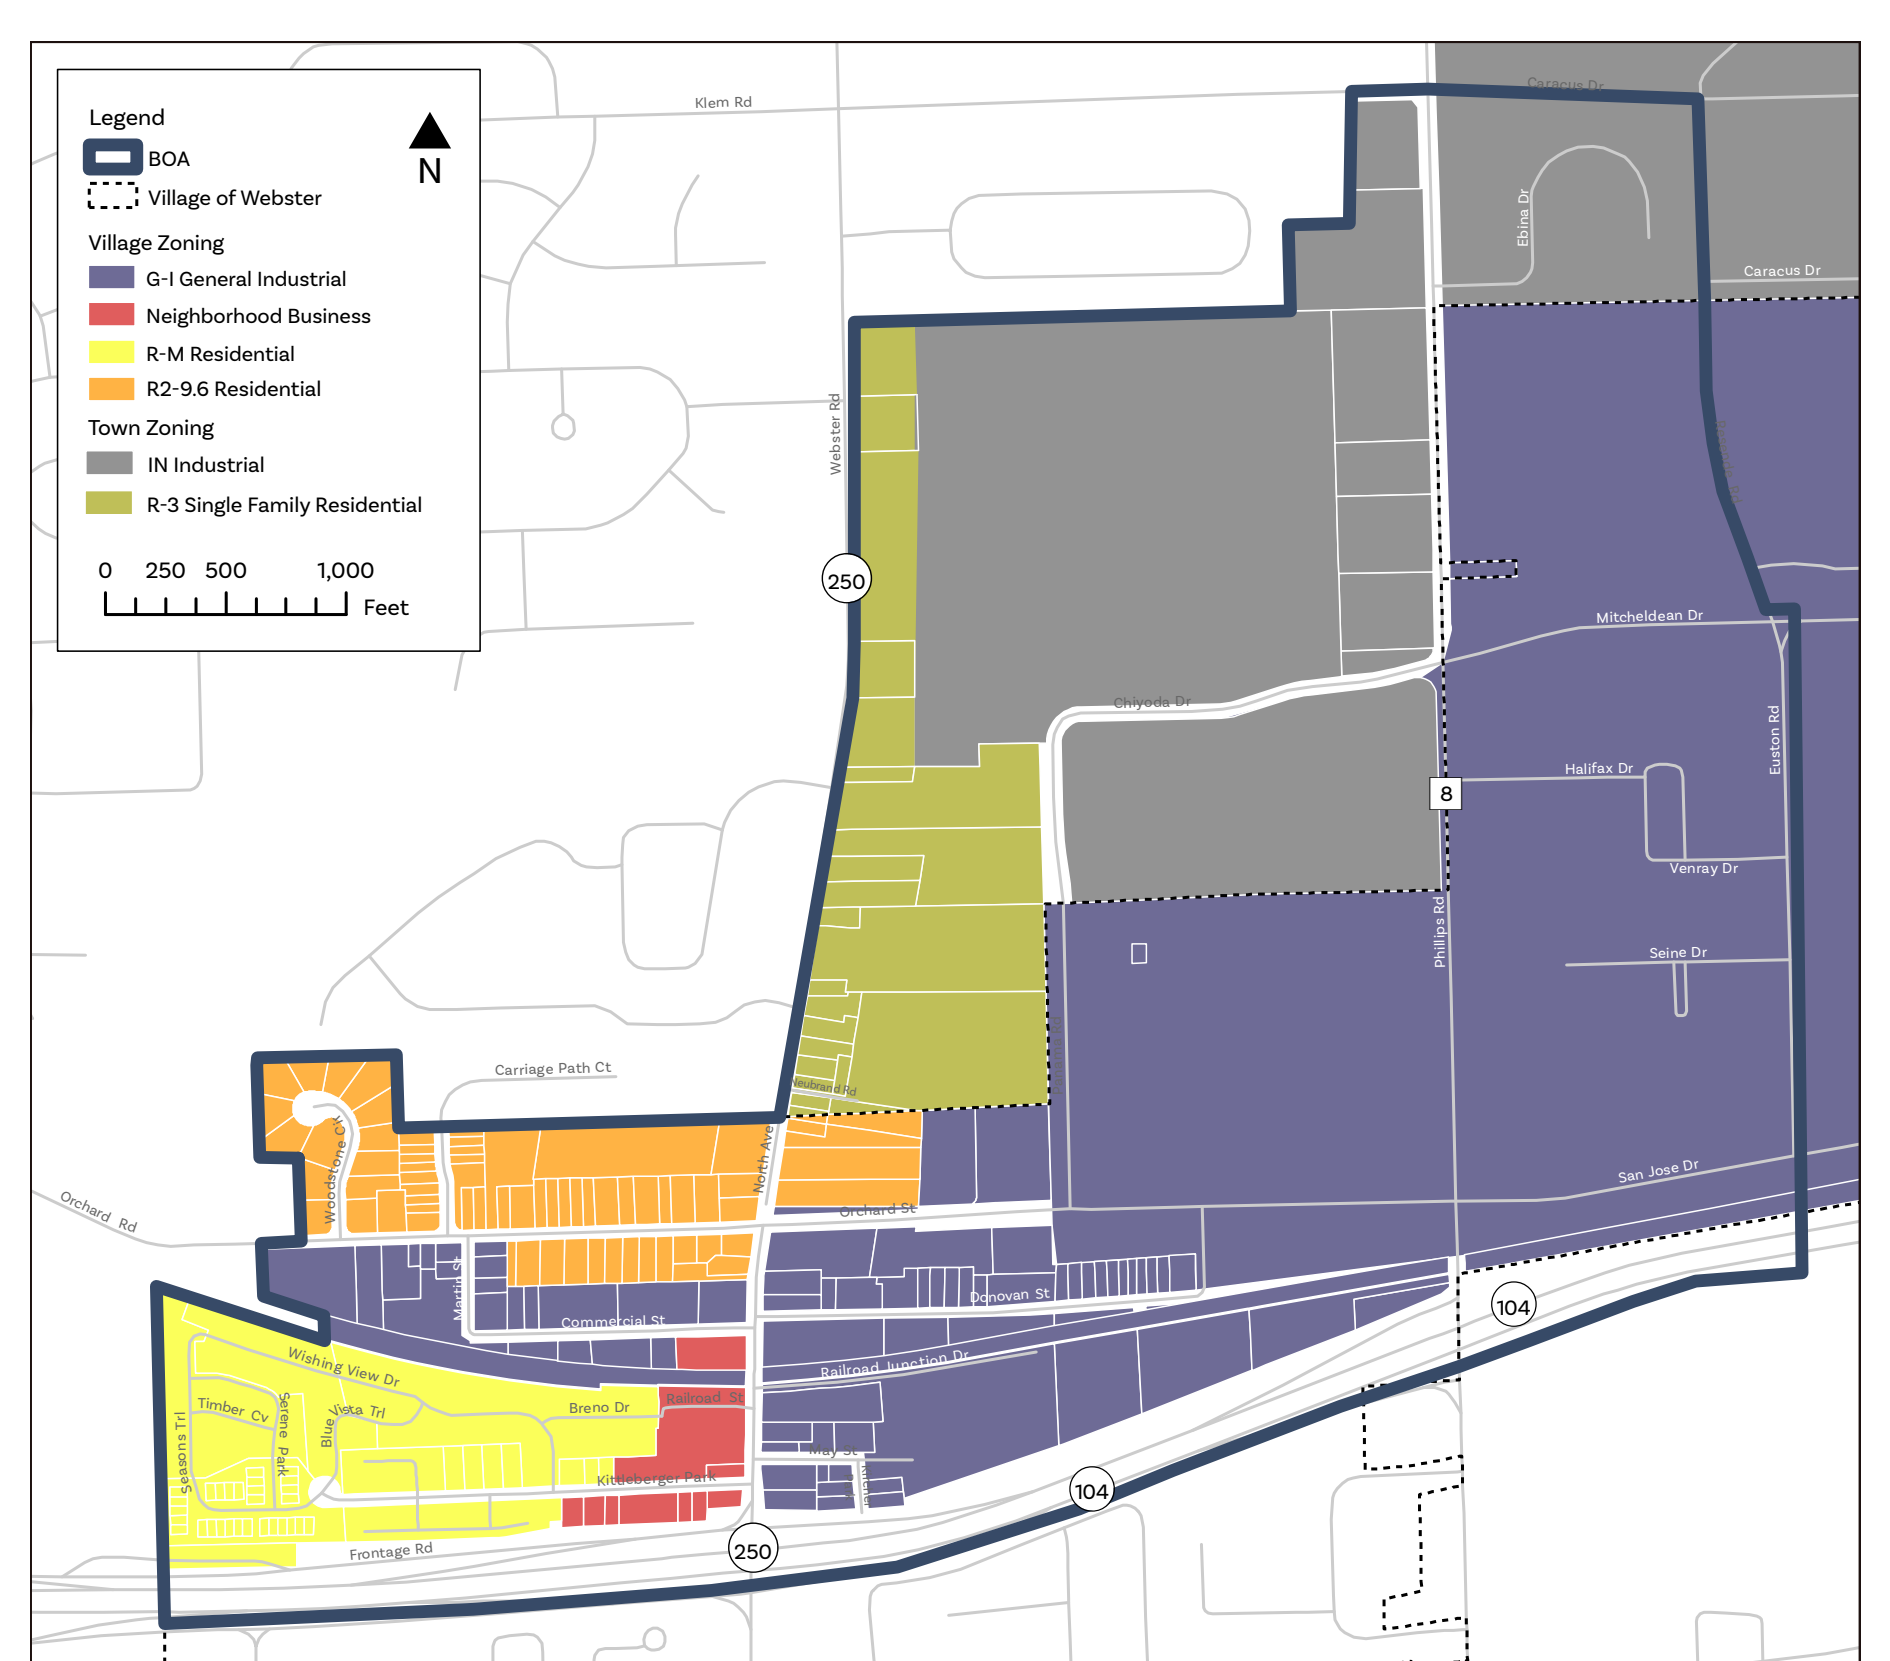 Legend
BOA
Village of Webster
N
Village Zoning
G-I General Industrial
Neighborhood Business
R-M Residential
R2-9.6 Residential
Town Zoning
IN Industrial
R-3 Single Family Residential
0 250 500 1,000
Feet
Klem Rd
Caracus Dr
Ebina Dr
Caracus Dr
Webster Rd
250
Mitcheldean Dr
Chiyoda Dr
Euston Rd
Halifax Dr
8
Venray Dr
Phillips Rd
Seine Dr
Panama Rd
Carriage Path Ct
Neubrand Rd
Woodstone Ck
North Ave
San Jose Dr
Orchard Rd
Orchard St
Martin St
Donovan St
Commercial St
104
Railroad Junction Dr
Wishing View Dr
Railroad St
Timber Cv
Serene Park
Blue Vista Trl
Breno Dr
Seasons Trl
May St
Kittleberger Park
104
250
Frontage Rd